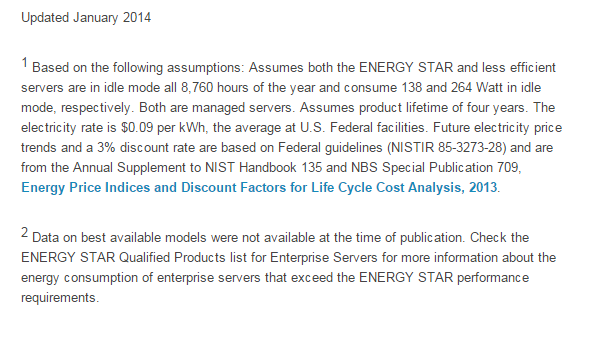 Updated January 2014
1 Based on the following assumptions: Assumes both the ENERGY STAR and less efficient
servers are in idle mode all 8,760 hours of the year and consume 138 and 264 Watt in idle
mode, respectively. Both are managed servers. Assumes product lifetime of four years. The
electricity rate is $0.09 per kWh, the average at U.S. Federal facilities. Future electricity price
trends and a 3% discount rate are based on Federal guidelines (NISTIR 85-3273-28) and are
from the Annual Supplement to NIST Handbook 135 and NBS Special Publication 709,
Energy Price Indices and Discount Factors for Life Cycle Cost Analysis, 2013.
2 Data on best available models were not available at the time of publication. Check the
ENERGY STAR Qualified Products list for Enterprise Servers for more information about the
energy consumption of enterprise servers that exceed the ENERGY STAR performance
requirements.